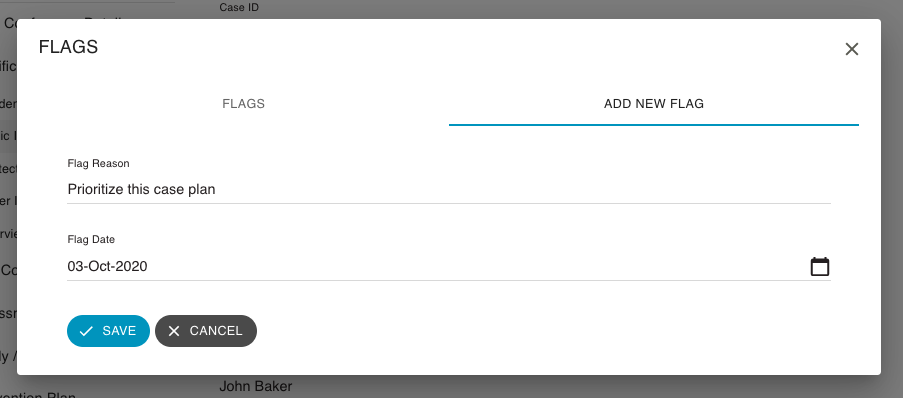 Case ID
FLAGS
FLAGS
ADD NEW FLAG
Flag Reason
Prioritize this case plan
Flag Date
03-Oct-2020
SAVE
CANCEL
John Baker
Plan